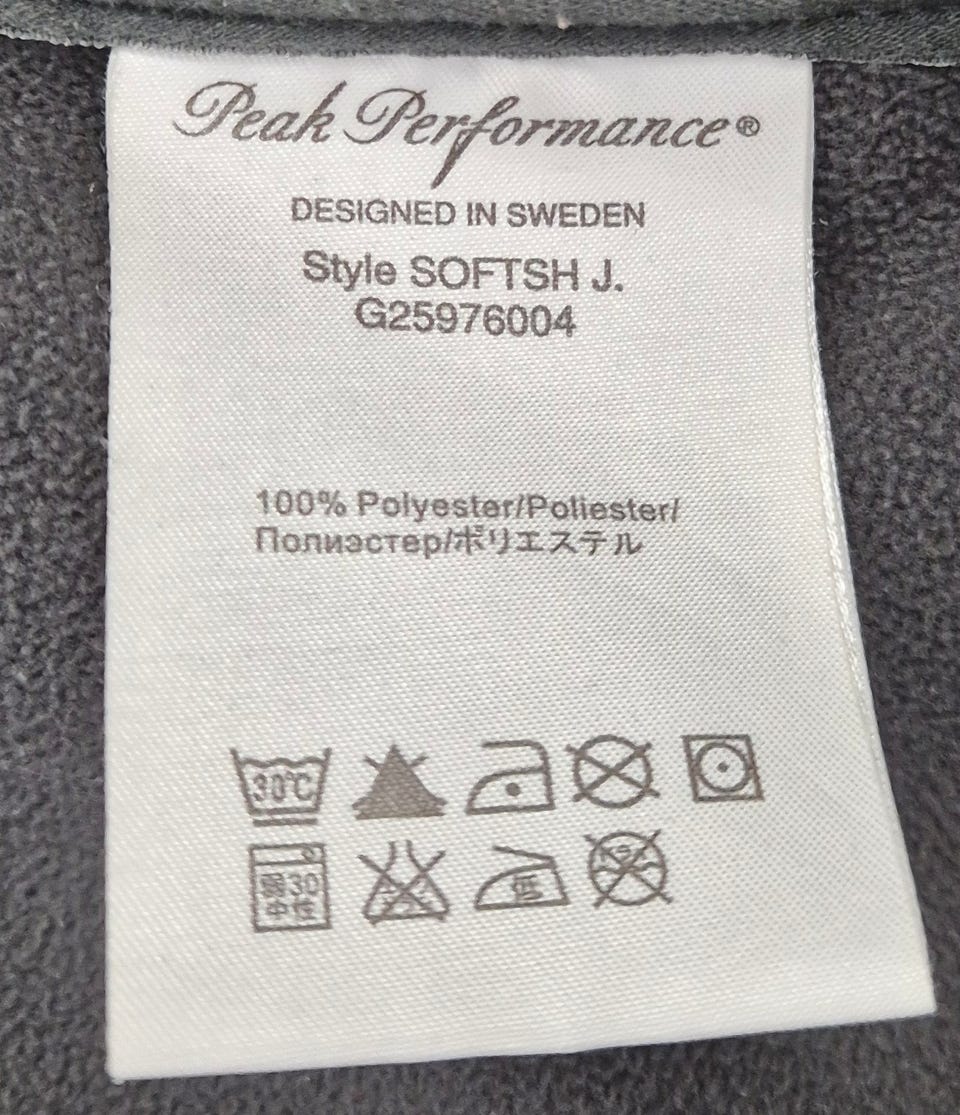 Peak Performance®
DESIGNED IN SWEDEN
Style SOFTSH J.
G25976004
100% Polyester/Poliester/
Полиэстер/ポリエステル
30°C
弱30
中性
低